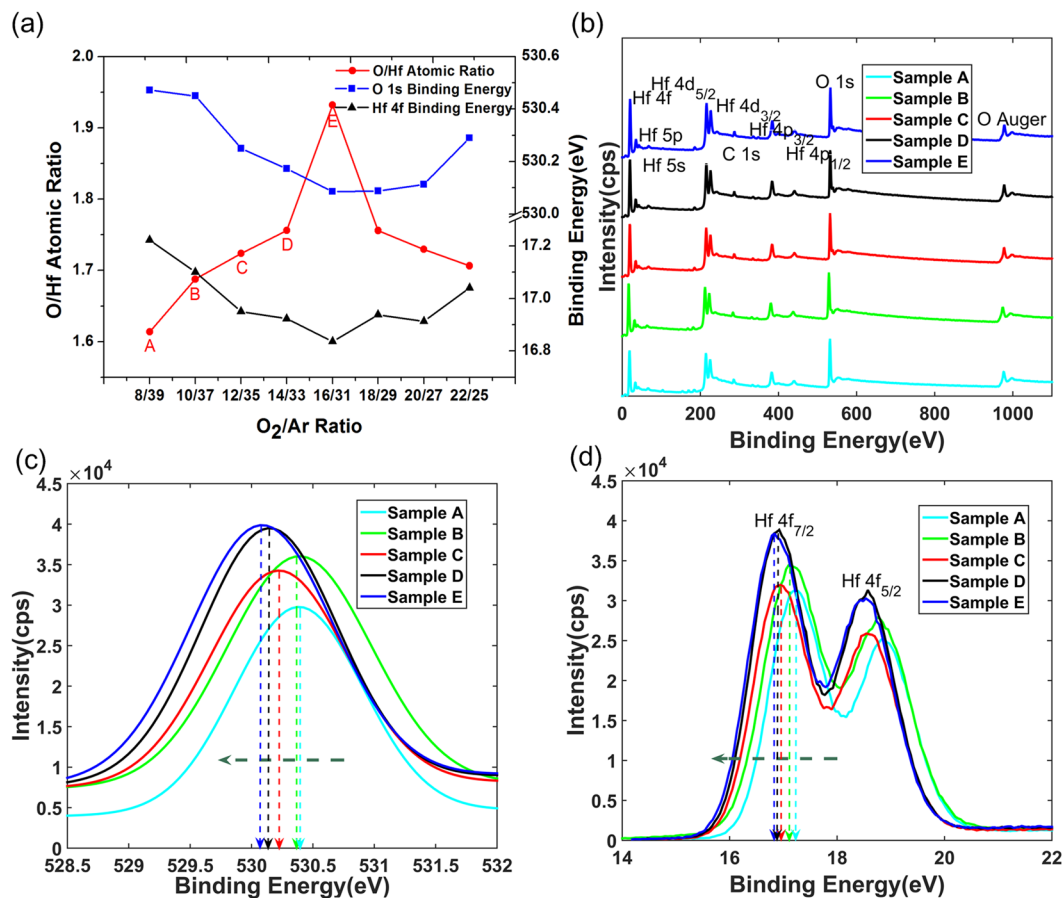 (a)
O/Hf Atomic Ratio
2.0
1.9
1.8
1.7
1.6
O/Hf Atomic Ratio
O 1s Binding Energy
Hf 4f Binding Energy
A
B
C
D
E
530.6
530.4
530.2
530.0
17.2
17.0
16.8
Binding Energy(eV)
8/39 10/37 12/35 14/33 16/31 18/29 20/27 22/25
O₂/Ar Ratio
(b)
Intensity(cps)
Hf 4f
Hf 5p
Hf 5s
Hf 4d5/2
Hf 4d3/2
C 1s
Hf 4p3/2
Hf 4p1/2
O 1s
O Auger
Sample A
Sample B
Sample C
Sample D
Sample E
0 200 400 600 800 1000
Binding Energy(eV)
(c)
×10⁴
Intensity(cps)
4.5
4
3.5
3
2.5
2
1.5
1
0.5
0
Sample A
Sample B
Sample C
Sample D
Sample E
528.5 529 529.5 530 530.5 531 531.5 532
Binding Energy(eV)
(d)
×10⁴
Intensity(cps)
4.5
4
3.5
3
2.5
2
1.5
1
0.5
0
Hf 4f7/2
Hf 4f5/2
Sample A
Sample B
Sample C
Sample D
Sample E
14 16 18 20 22
Binding Energy(eV)